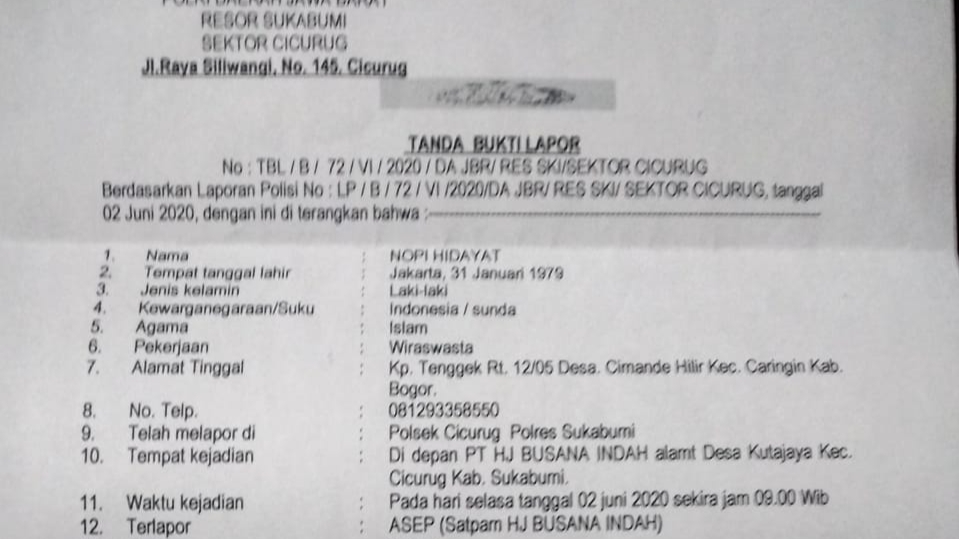 POLRI DAERAH JAWA BARAT
RESOR SUKABUMI
SEKTOR CICURUG
Jl.Raya Siliwangi, No. 145. Cicurug
TANDA BUKTI LAPOR
No : TBL / B / 72 / VI / 2020 / DA JBR/ RES SKI/SEKTOR CICURUG
Berdasarkan Laporan Polisi No : LP / B / 72 / VI /2020/DA JBR/ RES SKI/ SEKTOR CICURUG, tanggal
02 Juni 2020, dengan ini di terangkan bahwa :
1. Nama : NOPI HIDAYAT
2. Tempat tanggal lahir : Jakarta, 31 Januari 1979
3. Jenis kelamin : Laki-laki
4. Kewarganegaraan/Suku : Indonesia / sunda
5. Agama : Islam
6. Pekerjaan : Wiraswasta
7. Alamat Tinggal : Kp. Tenggek Rt. 12/05 Desa. Cimande Hilir Kec. Caringin Kab.
Bogor.
8. No. Telp. : 081293358550
9. Telah melapor di : Polsek Cicurug Polres Sukabumi
10. Tempat kejadian : Di depan PT HJ BUSANA INDAH alamt Desa Kutajaya Kec.
Cicurug Kab. Sukabumi.
11. Waktu kejadian : Pada hari selasa tanggal 02 juni 2020 sekira jam 09.00 Wib
12. Terlapor : ASEP (Satpam HJ BUSANA INDAH)